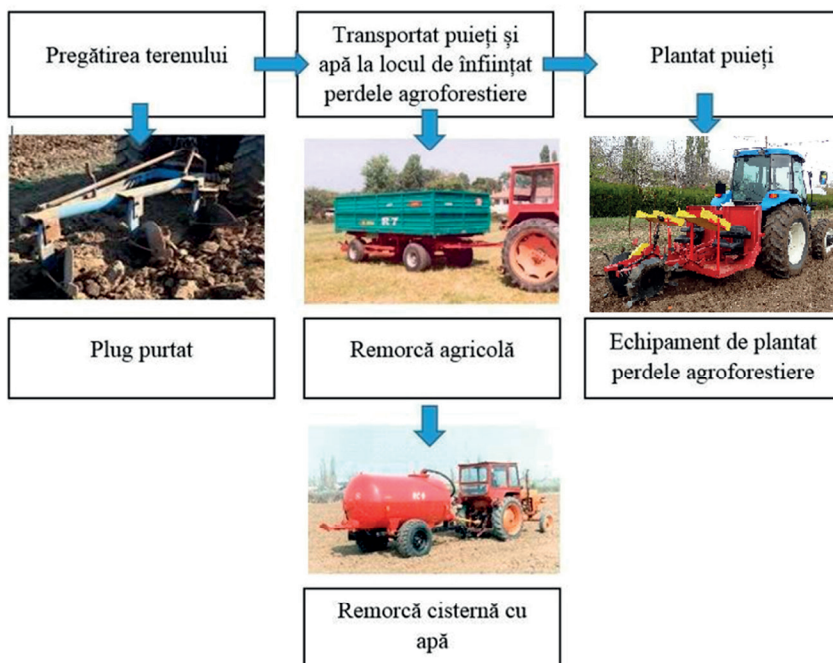 Pregătirea terenului
Transportat puieți și
apă la locul de înființat
perdele agroforestiere
Plantat puieți
Plug purtat
Remorcă agricolă
Echipament de plantat
perdele agroforestiere
Remorcă cisternă cu
apă